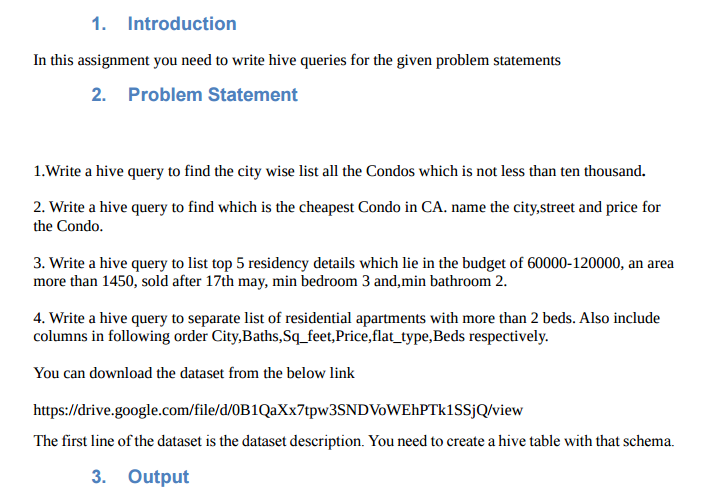 1. Introduction
In this assignment you need to write hive queries for the given problem statements
2. Problem Statement
1.Write a hive query to find the city wise list all the Condos which is not less than ten thousand.
2. Write a hive query to find which is the cheapest Condo in CA. name the city,street and price for
the Condo.
3. Write a hive query to list top 5 residency details which lie in the budget of 60000-120000, an area
more than 1450, sold after 17th may, min bedroom 3 and,min bathroom 2.
4. Write a hive query to separate list of residential apartments with more than 2 beds. Also include
columns in following order City,Baths,Sq_feet,Price,flat_type,Beds respectively.
You can download the dataset from the below link
https://drive.google.com/file/d/0B1QaXx7tpw3SNDVoWEhPTk1SSjQ/view
The first line of the dataset is the dataset description. You need to create a hive table with that schema.
3. Output